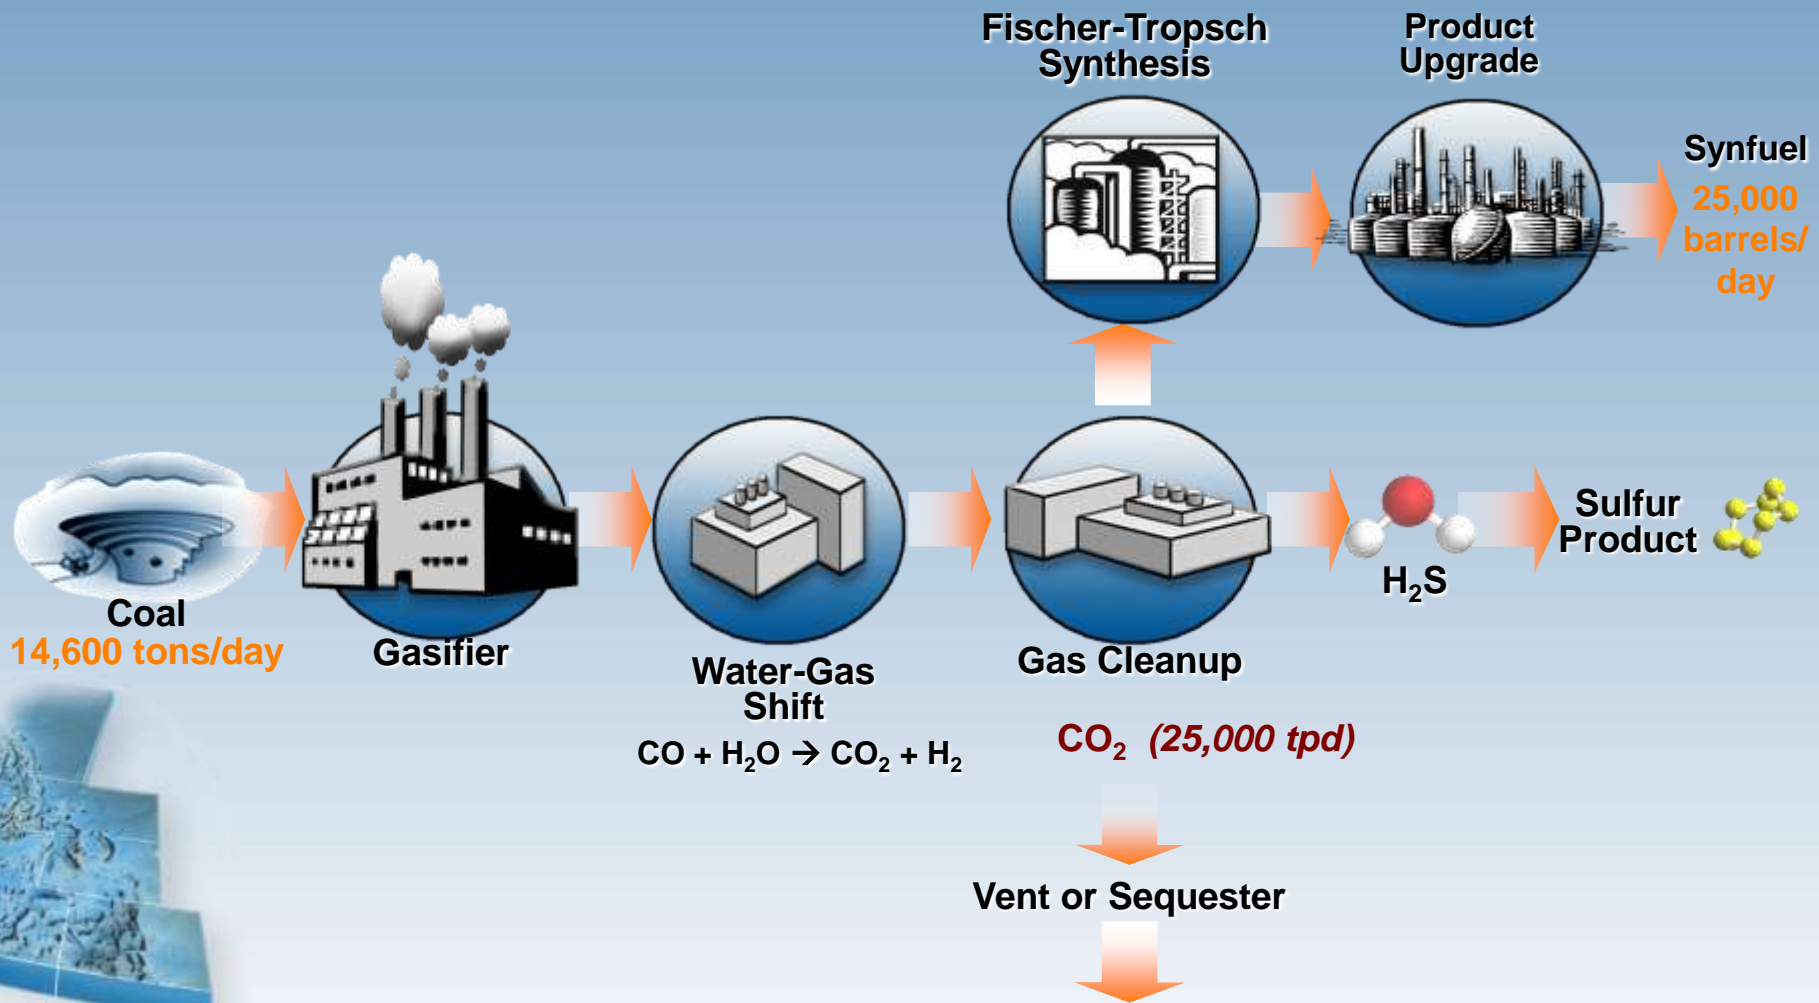 Fischer-Tropsch
Synthesis
Product
Upgrade
Synfuel
25,000
barrels/
day
Coal
14,600 tons/day
Gasifier
Water-Gas
Shift
CO + H₂O → CO₂ + H₂
Gas Cleanup
H₂S
Sulfur
Product
CO₂ (25,000 tpd)
Vent or Sequester